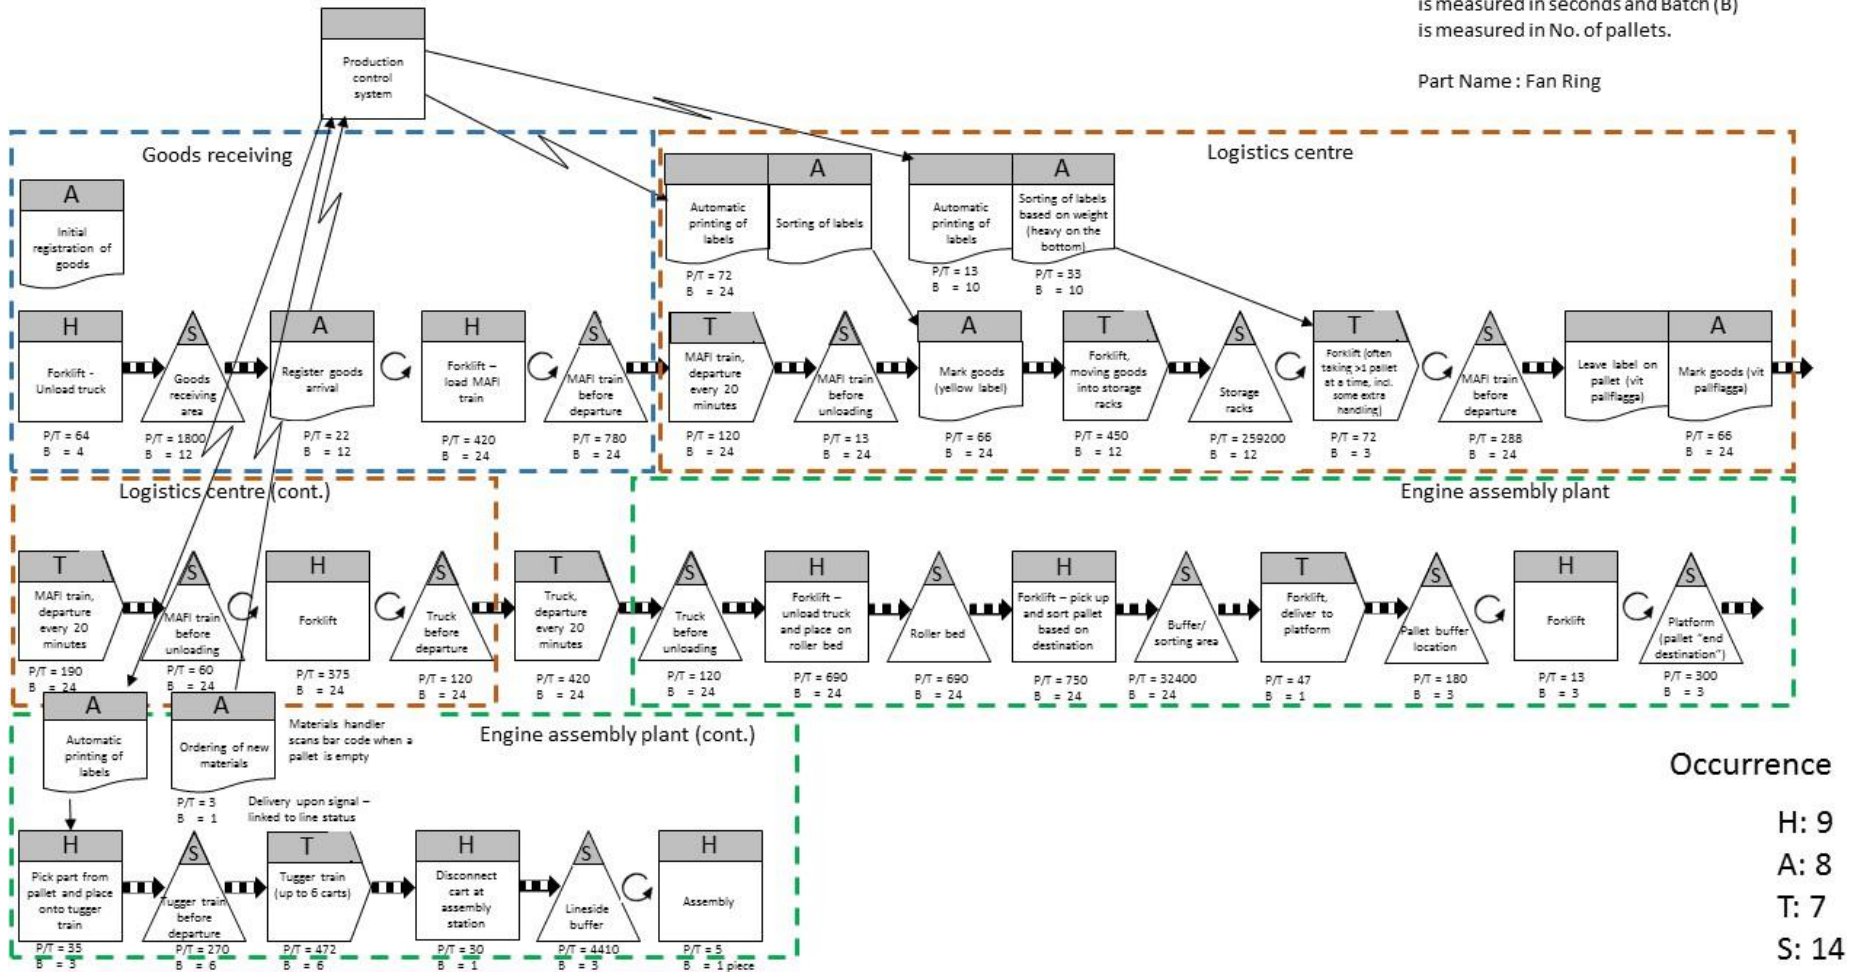 is measured in seconds and Batch (B)
is measured in No. of pallets.
Part Name : Fan Ring
Production
control
system
Goods receiving
A
Initial
registration of
goods
H
Forklift -
Unload truck
P/T = 64
B = 4
S
Goods
receiving
area
P/T = 1800
B = 12
A
Register goods
arrival
P/T = 22
B = 12
H
Forklift –
load MAFI
train
P/T = 420
B = 24
S
MAFI train
before
departure
P/T = 780
B = 24
Logistics centre
Automatic
printing of
labels
P/T = 72
B = 24
A
Sorting of labels
Automatic
printing of
labels
P/T = 13
B = 10
A
Sorting of labels
based on weight
(heavy on the
bottom)
P/T = 33
B = 10
T
MAFI train,
departure
every 20
minutes
P/T = 120
B = 24
S
MAFI train
before
unloading
P/T = 13
B = 24
A
Mark goods
(yellow label)
P/T = 66
B = 24
T
Forklift,
moving goods
into storage
racks
P/T = 450
B = 12
S
Storage
racks
P/T = 259200
B = 12
T
Forklift (often
taking >1 pallet
at a time, incl.
some extra
handling)
P/T = 72
B = 3
S
MAFI train
before
departure
P/T = 288
B = 24
Leave label on
pallet (vit
pallflagga)
A
Mark goods (vit
pallflagga)
P/T = 66
B = 24
Logistics centre (cont.)
T
MAFI train,
departure
every 20
minutes
P/T = 190
B = 24
S
MAFI train
before
unloading
P/T = 60
B = 24
H
Forklift
P/T = 375
B = 24
S
Truck
before
departure
P/T = 120
B = 24
T
Truck,
departure
every 20
minutes
P/T = 420
B = 24
Engine assembly plant
S
Truck
before
unloading
P/T = 120
B = 24
H
Forklift –
unload truck
and place on
roller bed
P/T = 690
B = 24
S
Roller bed
P/T = 690
B = 24
H
Forklift – pick up
and sort pallet
based on
destination
P/T = 750
B = 24
S
Buffer/
sorting area
P/T = 32400
B = 24
T
Forklift,
deliver to
platform
P/T = 47
B = 1
S
Pallet buffer
location
P/T = 180
B = 3
H
Forklift
P/T = 13
B = 3
S
Platform
(pallet “end
destination”)
P/T = 300
B = 3
Engine assembly plant (cont.)
A
Automatic
printing of
labels
A
Ordering of new
materials
P/T = 3
B = 1
Materials handler
scans bar code when a
pallet is empty
Delivery upon signal –
linked to line status
H
Pick part from
pallet and place
onto tugger
train
P/T = 35
B = 3
S
Tugger train
before
departure
P/T = 270
B = 6
T
Tugger train
(up to 6 carts)
P/T = 472
B = 6
H
Disconnect
cart at
assembly
station
P/T = 30
B = 1
S
Lineside
buffer
P/T = 4410
B = 3
H
Assembly
P/T = 5
B = 1 piece
Occurrence
H: 9
A: 8
T: 7
S: 14